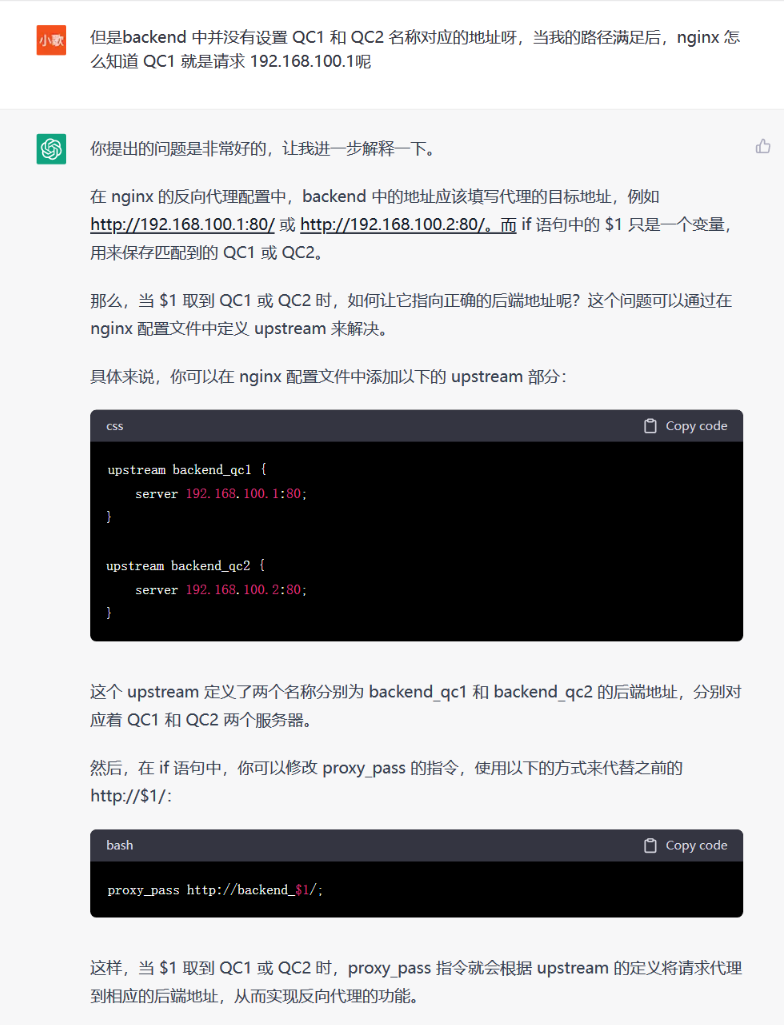 小歌
但是backend 中并没有设置 QC1 和 QC2 名称对应的地址呀，当我的路径满足后，nginx 怎
么知道 QC1 就是请求 192.168.100.1呢
你提出的问题是非常好的，让我进一步解释一下。
在 nginx 的反向代理配置中，backend 中的地址应该填写代理的目标地址，例如
http://192.168.100.1:80/ 或 http://192.168.100.2:80/。而 if 语句中的 $1 只是一个变量，
用来保存匹配到的 QC1 或 QC2。
那么，当 $1 取到 QC1 或 QC2 时，如何让它指向正确的后端地址呢？这个问题可以通过在
nginx 配置文件中定义 upstream 来解决。
具体来说，你可以在 nginx 配置文件中添加以下的 upstream 部分：
css
Copy code
upstream backend_qc1 {
    server 192.168.100.1:80;
}
upstream backend_qc2 {
    server 192.168.100.2:80;
}
这个 upstream 定义了两个名称分别为 backend_qc1 和 backend_qc2 的后端地址，分别对
应着 QC1 和 QC2 两个服务器。
然后，在 if 语句中，你可以修改 proxy_pass 的指令，使用以下的方式来代替之前的
http://$1/：
bash
Copy code
proxy_pass http://backend_$1/;
这样，当 $1 取到 QC1 或 QC2 时，proxy_pass 指令就会根据 upstream 的定义将请求代理
到相应的后端地址，从而实现反向代理的功能。